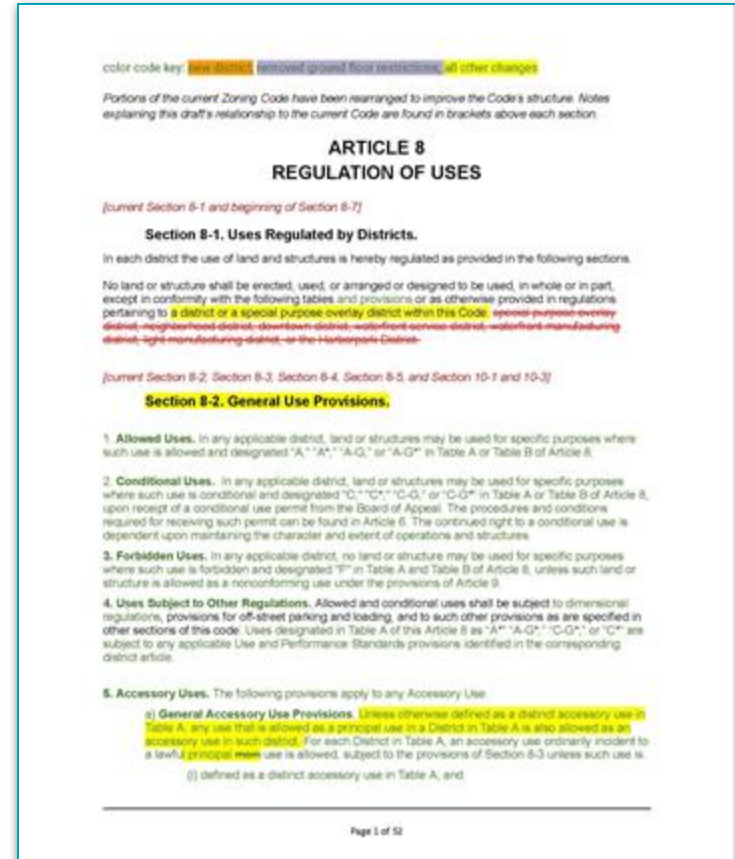 color code key: new district, removed ground floor restrictions, all other changes
Portions of the current Zoning Code have been rearranged to improve the Code's structure. Notes
explaining this draft's relationship to the current Code are found in brackets above each section.
ARTICLE 8
REGULATION OF USES
[current Section 8-1 and beginning of Section 8-7]
Section 8-1. Uses Regulated by Districts.
In each district the use of land and structures is hereby regulated as provided in the following sections.
No land or structure shall be erected, used, or arranged or designed to be used, in whole or in part,
except in conformity with the following tables and provisions or as otherwise provided in regulations
pertaining to a district or a special purpose overlay district within this Code. special purpose overlay
district, neighborhood district, downtown district, waterfront service district, waterfront manufacturing
district, light manufacturing district, or the Harborpark District.
[current Section 8-2, Section 8-3, Section 8-4, Section 8-5, and Section 10-1 and 10-3]
Section 8-2. General Use Provisions.
1. Allowed Uses. In any applicable district, land or structures may be used for specific purposes where
such use is allowed and designated "A," "A*," "A-G," or "A-G*" in Table A or Table B of Article 8.
2. Conditional Uses. In any applicable district, land or structures may be used for specific purposes
where such use is conditional and designated "C," "C*," "C-G," or "C-G*" in Table A or Table B of Article 8,
upon receipt of a conditional use permit from the Board of Appeal. The procedures and conditions
required for receiving such permit can be found in Article 6. The continued right to a conditional use is
dependent upon maintaining the character and extent of operations and structures.
3. Forbidden Uses. In any applicable district, no land or structure may be used for specific purposes
where such use is forbidden and designated "F" in Table A and Table B of Article 8, unless such land or
structure is allowed as a nonconforming use under the provisions of Article 9.
4. Uses Subject to Other Regulations. Allowed and conditional uses shall be subject to dimensional
regulations, provisions for off-street parking and loading, and to such other provisions as are specified in
other sections of this code. Uses designated in Table A of this Article 8 as "A*" "A-G*," "C-G*," or "C*" are
subject to any applicable Use and Performance Standards provisions identified in the corresponding
district article.
5. Accessory Uses. The following provisions apply to any Accessory Use
a) General Accessory Use Provisions. Unless otherwise defined as a distinct accessory use in
Table A, any use that is allowed as a principal use in a District in Table A is also allowed as an
accessory use in such district. For each District in Table A, an accessory use ordinarily incident to
a lawful principal main use is allowed, subject to the provisions of Section 8-3 unless such use is:
(i) defined as a distinct accessory use in Table A; and
Page 1 of 52